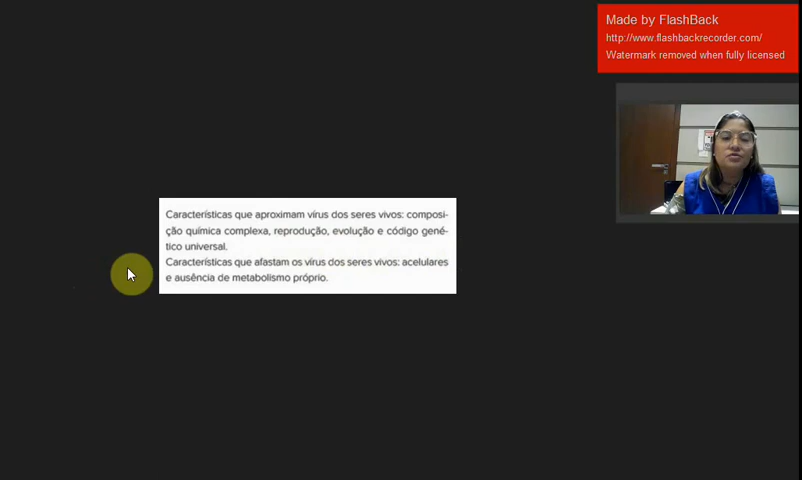 Made by FlashBack
http://www.flashbackrecorder.com/
Watermark removed when fully licensed
Características que aproximam vírus dos seres vivos: composi-
ção química complexa, reprodução, evolução e código gené-
tico universal.
Características que afastam os vírus dos seres vivos: acelulares
e ausência de metabolismo próprio.